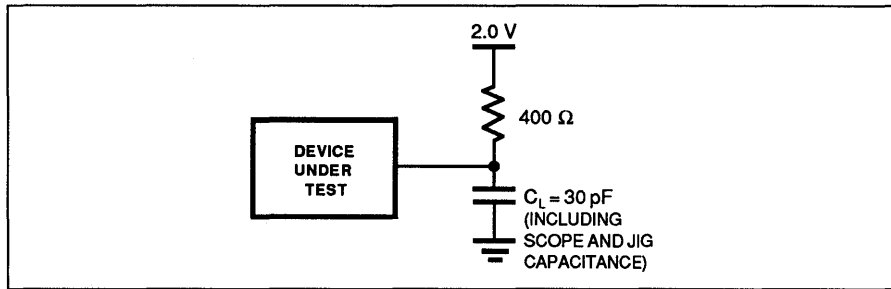 2.0 V
400 Ω
DEVICE
UNDER
TEST
C_L = 30 pF
(INCLUDING
SCOPE AND JIG
CAPACITANCE)